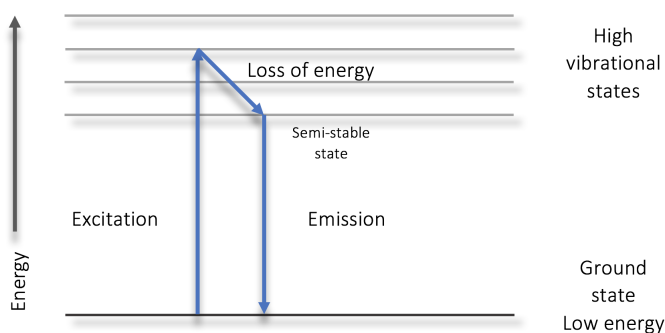 High
vibrational
states
Loss of energy
Semi-stable
state
Excitation
Emission
Energy
Ground
state
Low energy